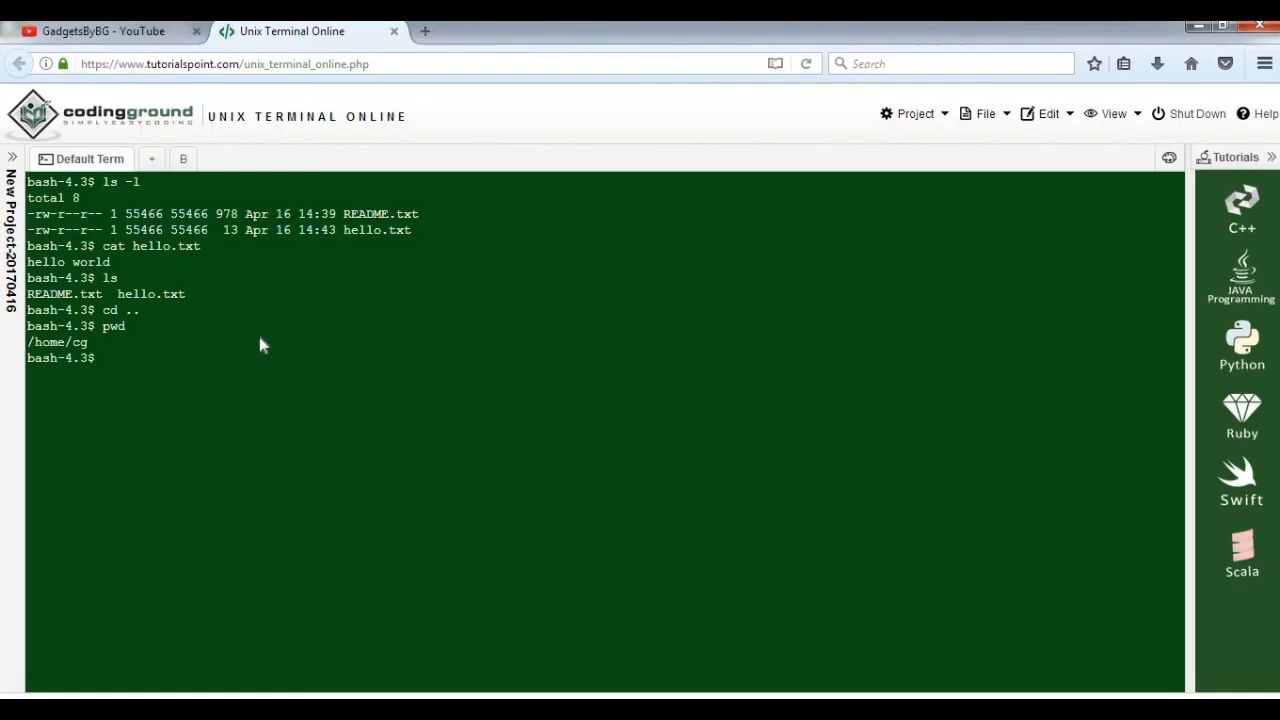 GadgetsByBG - YouTube
Unix Terminal Online
https://www.tutorialspoint.com/unix_terminal_online.php
Search
codingground
SIMPLYEASYCODING
UNIX TERMINAL ONLINE
Project
File
Edit
View
Shut Down
Help
Default Term
+
B
Tutorials
New Project-20170416
bash-4.3$ ls -l
total 8
-rw-r--r-- 1 55466 55466 978 Apr 16 14:39 README.txt
-rw-r--r-- 1 55466 55466  13 Apr 16 14:43 hello.txt
bash-4.3$ cat hello.txt
hello world
bash-4.3$ ls
README.txt  hello.txt
bash-4.3$ cd ..
bash-4.3$ pwd
/home/cg
bash-4.3$
C++
JAVA
Programming
Python
Ruby
Swift
Scala